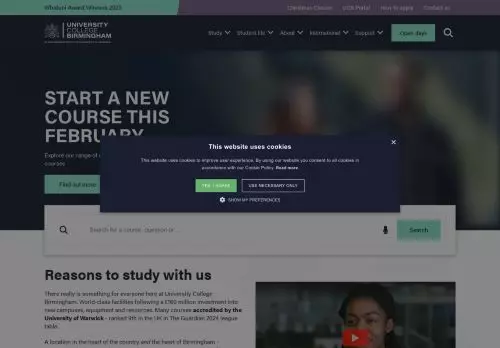 WhatUni Award Winners 2023
Christmas Closure
UCB Portal
How to apply
Contact us
UNIVERSITY
COLLEGE
BIRMINGHAM
Study
Student life
About
International
Support
Open days
START A NEW
COURSE THIS
FEBRUARY
Explore our range of
courses
Find out more
This website uses cookies
This website uses cookies to improve user experience. By using our website you consent to all cookies in
accordance with our Cookie Policy. Read more
YES, I AGREE
USE NECESSARY ONLY
SHOW MY PREFERENCES
Search for a course, question or ...
Search
Reasons to study with us
There really is something for everyone here at University College
Birmingham. World-class facilities following a £190 million investment into
new campuses, equipment and resources. Many courses accredited by the
University of Warwick - ranked 9th in the UK in The Guardian 2024 league
table.
A location in the heart of the country and the heart of Birmingham -